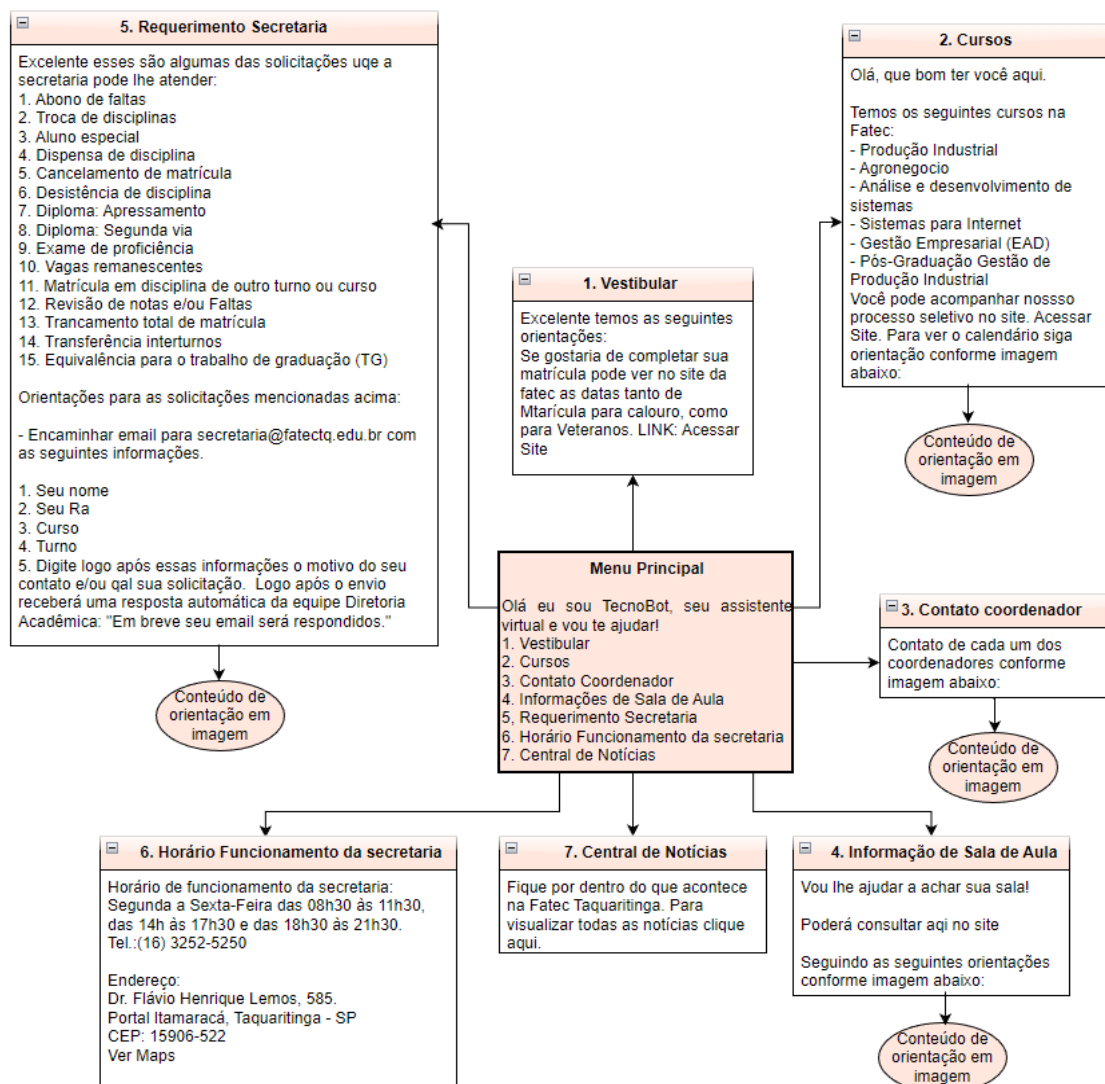 5. Requerimento Secretaria
Excelente esses são algumas das solicitações uqe a
secretaria pode lhe atender:
1. Abono de faltas
2. Troca de disciplinas
3. Aluno especial
4. Dispensa de disciplina
5. Cancelamento de matrícula
6. Desistência de disciplina
7. Diploma: Apressamento
8. Diploma: Segunda via
9. Exame de proficiência
10. Vagas remanescentes
11. Matrícula em disciplina de outro turno ou curso
12. Revisão de notas e/ou Faltas
13. Trancamento total de matrícula
14. Transferência interturnos
15. Equivalência para o trabalho de graduação (TG)
Orientações para as solicitações mencionadas acima:
- Encaminhar email para secretaria@fatectq.edu.br com
as seguintes informações.
1. Seu nome
2. Seu Ra
3. Curso
4. Turno
5. Digite logo após essas informações o motivo do seu
contato e/ou qal sua solicitação. Logo após o envio
receberá uma resposta automática da equipe Diretoria
Acadêmica: "Em breve seu email será respondidos."
Conteúdo de
orientação em
imagem
1. Vestibular
Excelente temos as seguintes
orientações:
Se gostaria de completar sua
matrícula pode ver no site da
fatec as datas tanto de
Mtarícula para calouro, como
para Veteranos. LINK: Acessar
Site
2. Cursos
Olá, que bom ter você aqui.
Temos os seguintes cursos na
Fatec:
- Produção Industrial
- Agronegocio
- Análise e desenvolvimento de
sistemas
- Sistemas para Internet
- Gestão Empresarial (EAD)
- Pós-Graduação Gestão de
Produção Industrial
Você pode acompanhar nossso
processo seletivo no site. Acessar
Site. Para ver o calendário siga
orientação conforme imagem
abaixo:
Conteúdo de
orientação em
imagem
Menu Principal
Olá eu sou TecnoBot, seu assistente
virtual e vou te ajudar!
1. Vestibular
2. Cursos
3. Contato Coordenador
4. Informações de Sala de Aula
5, Requerimento Secretaria
6. Horário Funcionamento da secretaria
7. Central de Notícias
3. Contato coordenador
Contato de cada um dos
coordenadores conforme
imagem abaixo:
Conteúdo de
orientação em
imagem
6. Horário Funcionamento da secretaria
Horário de funcionamento da secretaria:
Segunda a Sexta-Feira das 08h30 às 11h30,
das 14h às 17h30 e das 18h30 às 21h30.
Tel.:(16) 3252-5250
Endereço:
Dr. Flávio Henrique Lemos, 585.
Portal Itamaracá, Taquaritinga - SP
CEP: 15906-522
Ver Maps
7. Central de Notícias
Fique por dentro do que acontece
na Fatec Taquaritinga. Para
visualizar todas as notícias clique
aqui.
4. Informação de Sala de Aula
Vou lhe ajudar a achar sua sala!
Poderá consultar aqi no site
Seguindo as seguintes orientações
conforme imagem abaixo:
Conteúdo de
orientação em
imagem